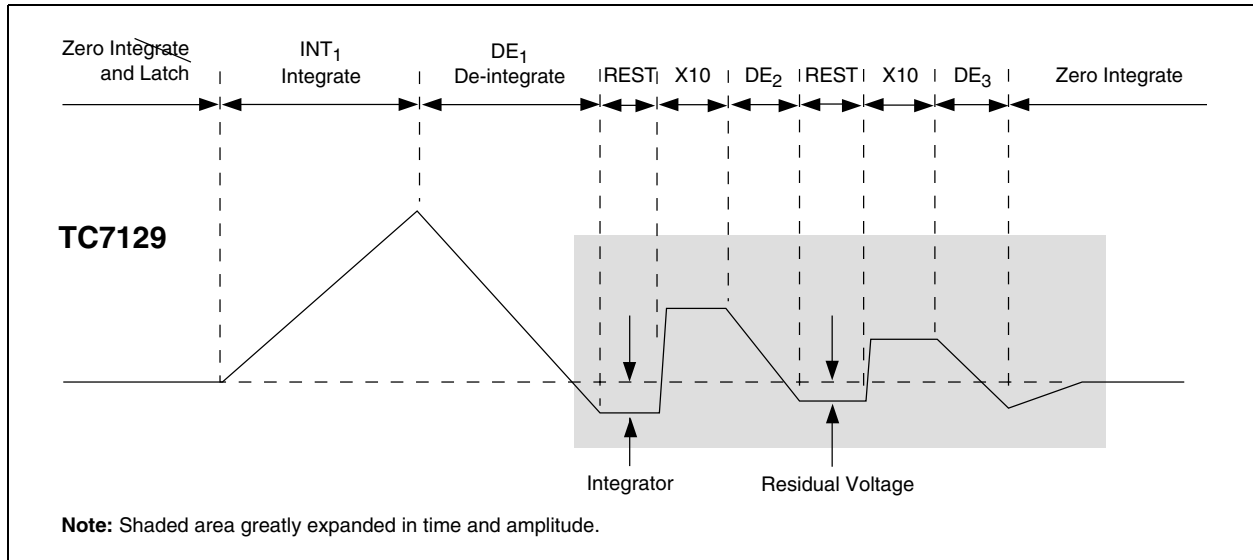 Zero Integrate
and Latch
INT1
Integrate
DE1
De-integrate
REST
X10
DE2
REST
X10
DE3
Zero Integrate
TC7129
Integrator
Residual Voltage
Note: Shaded area greatly expanded in time and amplitude.